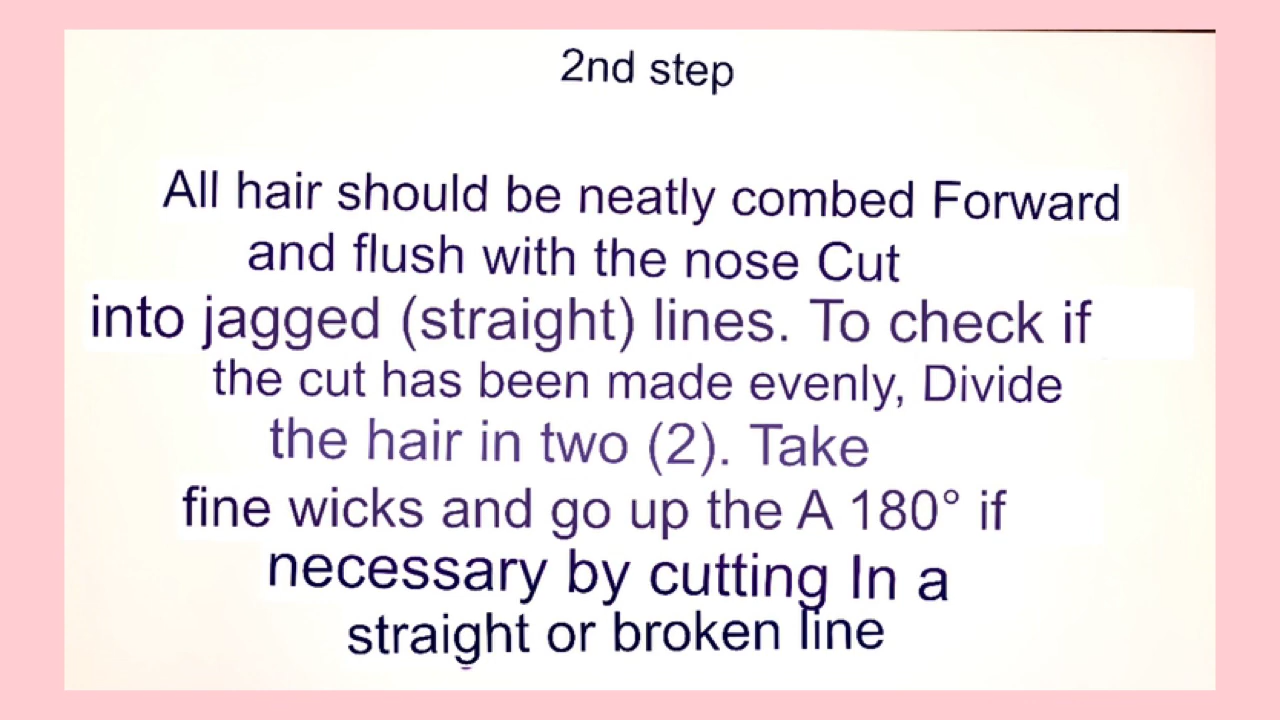 2nd step
All hair should be neatly combed Forward
and flush with the nose Cut
into jagged (straight) lines. To check if
the cut has been made evenly, Divide
the hair in two (2). Take
fine wicks and go up the A 180° if
necessary by cutting In a
straight or broken line